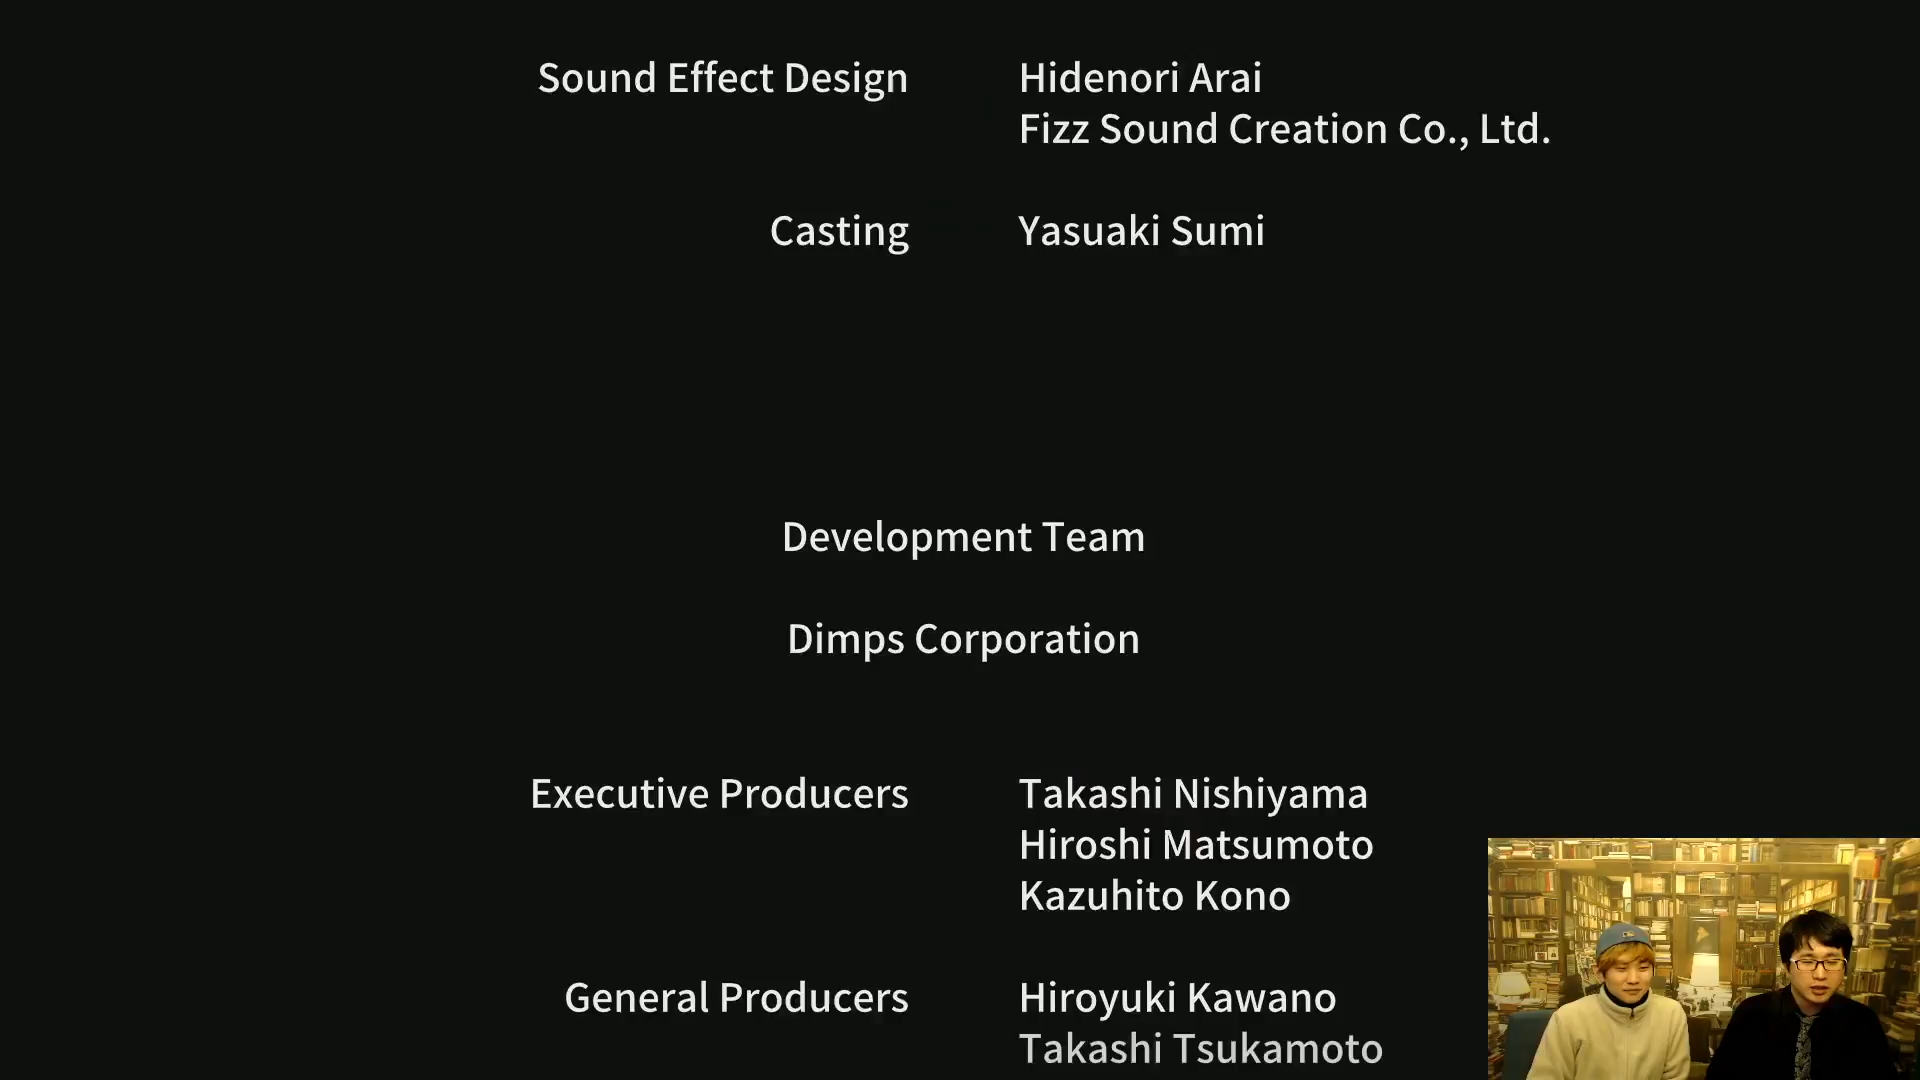 Sound Effect Design Hidenori Arai
Fizz Sound Creation Co., Ltd.
Casting Yasuaki Sumi
Development Team
Dimps Corporation
Executive Producers Takashi Nishiyama
Hiroshi Matsumoto
Kazuhito Kono
General Producers Hiroyuki Kawano
Takashi Tsukamoto